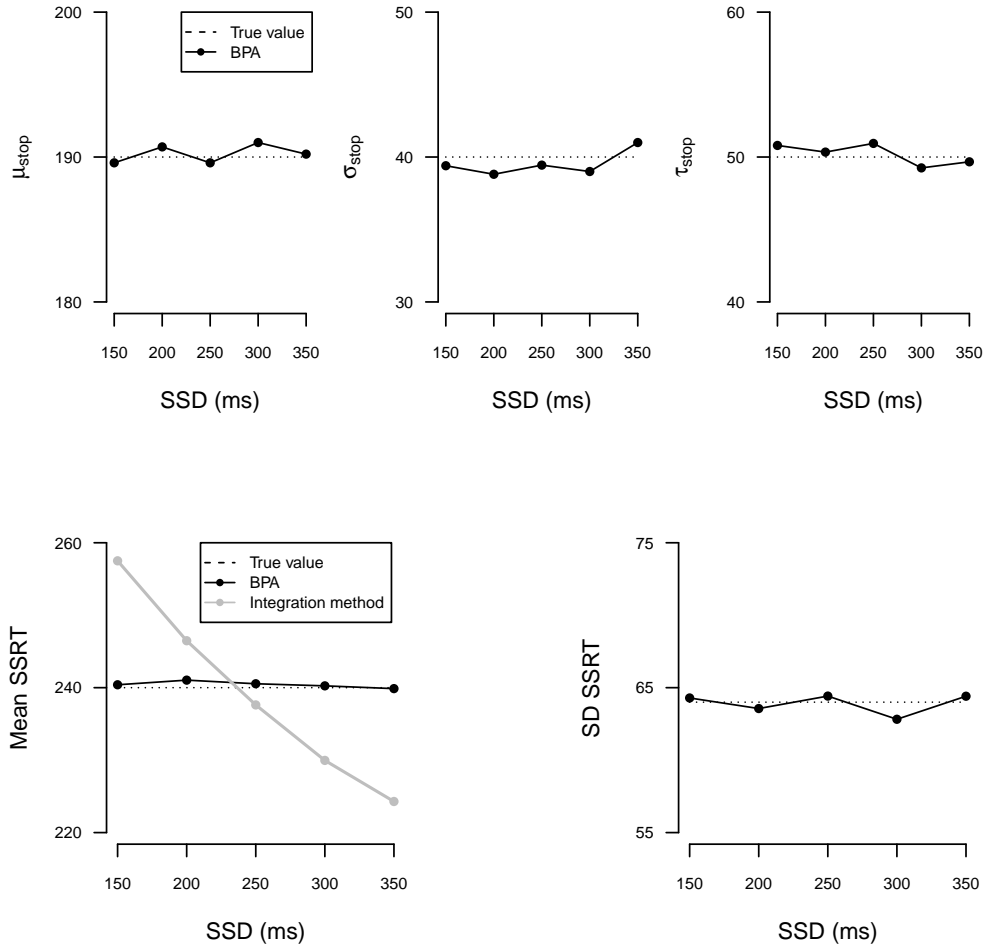 200
190
180
μstop
True value
BPA
150 200 250 300 350
SSD (ms)
50
40
30
σstop
150 200 250 300 350
SSD (ms)
60
50
40
τstop
150 200 250 300 350
SSD (ms)
260
240
220
Mean SSRT
True value
BPA
Integration method
150 200 250 300 350
SSD (ms)
75
65
55
SD SSRT
150 200 250 300 350
SSD (ms)